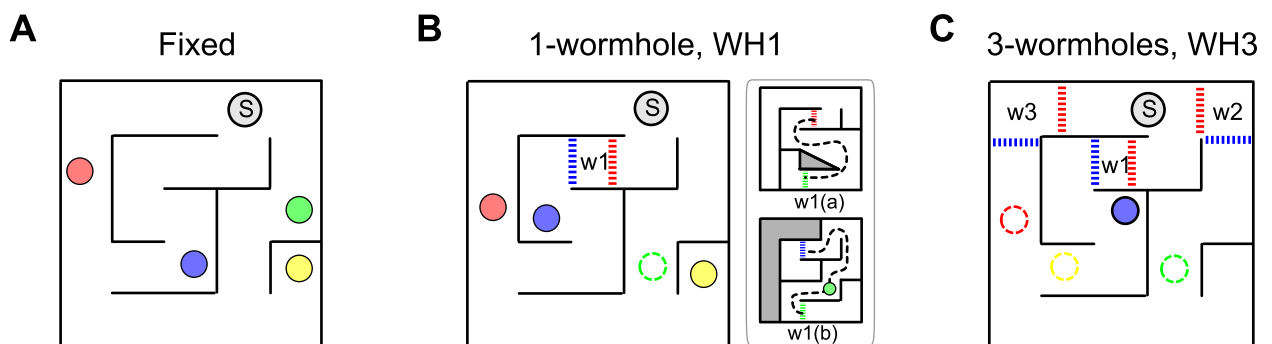 A
Fixed
S
B
1-wormhole, WH1
S
w1
w1(a)
w1(b)
C
3-wormholes, WH3
w3
S
w2
w1